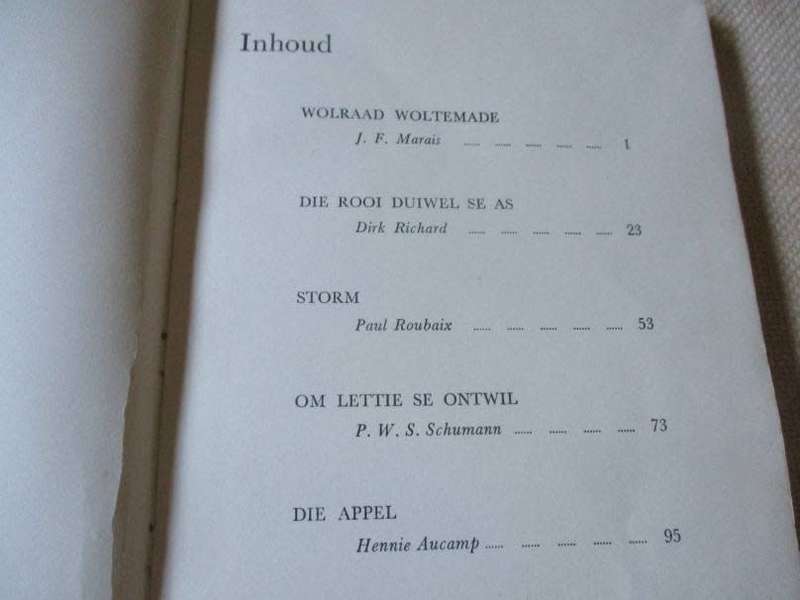 Inhoud
WOLRAAD WOLTEMADE
J. F. Marais ...... ...... ...... ...... ...... 1
DIE ROOI DUIWEL SE AS
Dirk Richard ...... ...... ...... ...... ...... 23
STORM
Paul Roubaix ...... ...... ...... ...... ...... 53
OM LETTIE SE ONTWIL
P. W. S. Schumann ...... ...... ...... ...... 73
DIE APPEL
Hennie Aucamp ...... ...... ...... ...... ...... 95